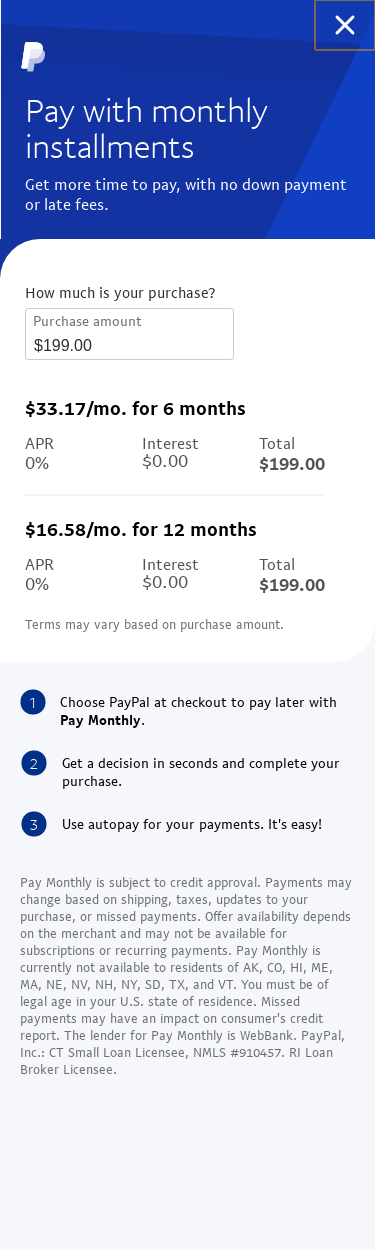 Pay with monthly
installments
Get more time to pay, with no down payment
or late fees.
How much is your purchase?
Purchase amount
$199.00
$33.17/mo. for 6 months
APR Interest Total
0% $0.00 $199.00
$16.58/mo. for 12 months
APR Interest Total
0% $0.00 $199.00
Terms may vary based on purchase amount.
1 Choose PayPal at checkout to pay later with
Pay Monthly.
2 Get a decision in seconds and complete your
purchase.
3 Use autopay for your payments. It's easy!
Pay Monthly is subject to credit approval. Payments may
change based on shipping, taxes, updates to your
purchase, or missed payments. Offer availability depends
on the merchant and may not be available for
subscriptions or recurring payments. Pay Monthly is
currently not available to residents of AK, CO, HI, ME,
MA, NE, NV, NH, NY, SD, TX, and VT. You must be of
legal age in your U.S. state of residence. Missed
payments may have an impact on consumer's credit
report. The lender for Pay Monthly is WebBank. PayPal,
Inc.: CT Small Loan Licensee, NMLS #910457. RI Loan
Broker Licensee.